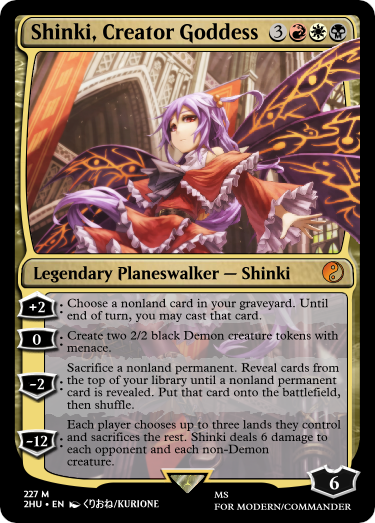 Shinki, Creator Goddess 3
Legendary Planeswalker — Shinki
+2: Choose a nonland card in your graveyard. Until
end of turn, you may cast that card.
0: Create two 2/2 black Demon creature tokens with
menace.
Sacrifice a nonland permanent. Reveal cards from
the top of your library until a nonland permanent
-2: card is revealed. Put that card onto the battlefield,
then shuffle.
Each player chooses up to three lands they control
-12: and sacrifices the rest. Shinki deals 6 damage to
each opponent and each non-Demon
creature.
6
227 M
2HU • EN くりおね/KURIONE
MS
FOR MODERN/COMMANDER